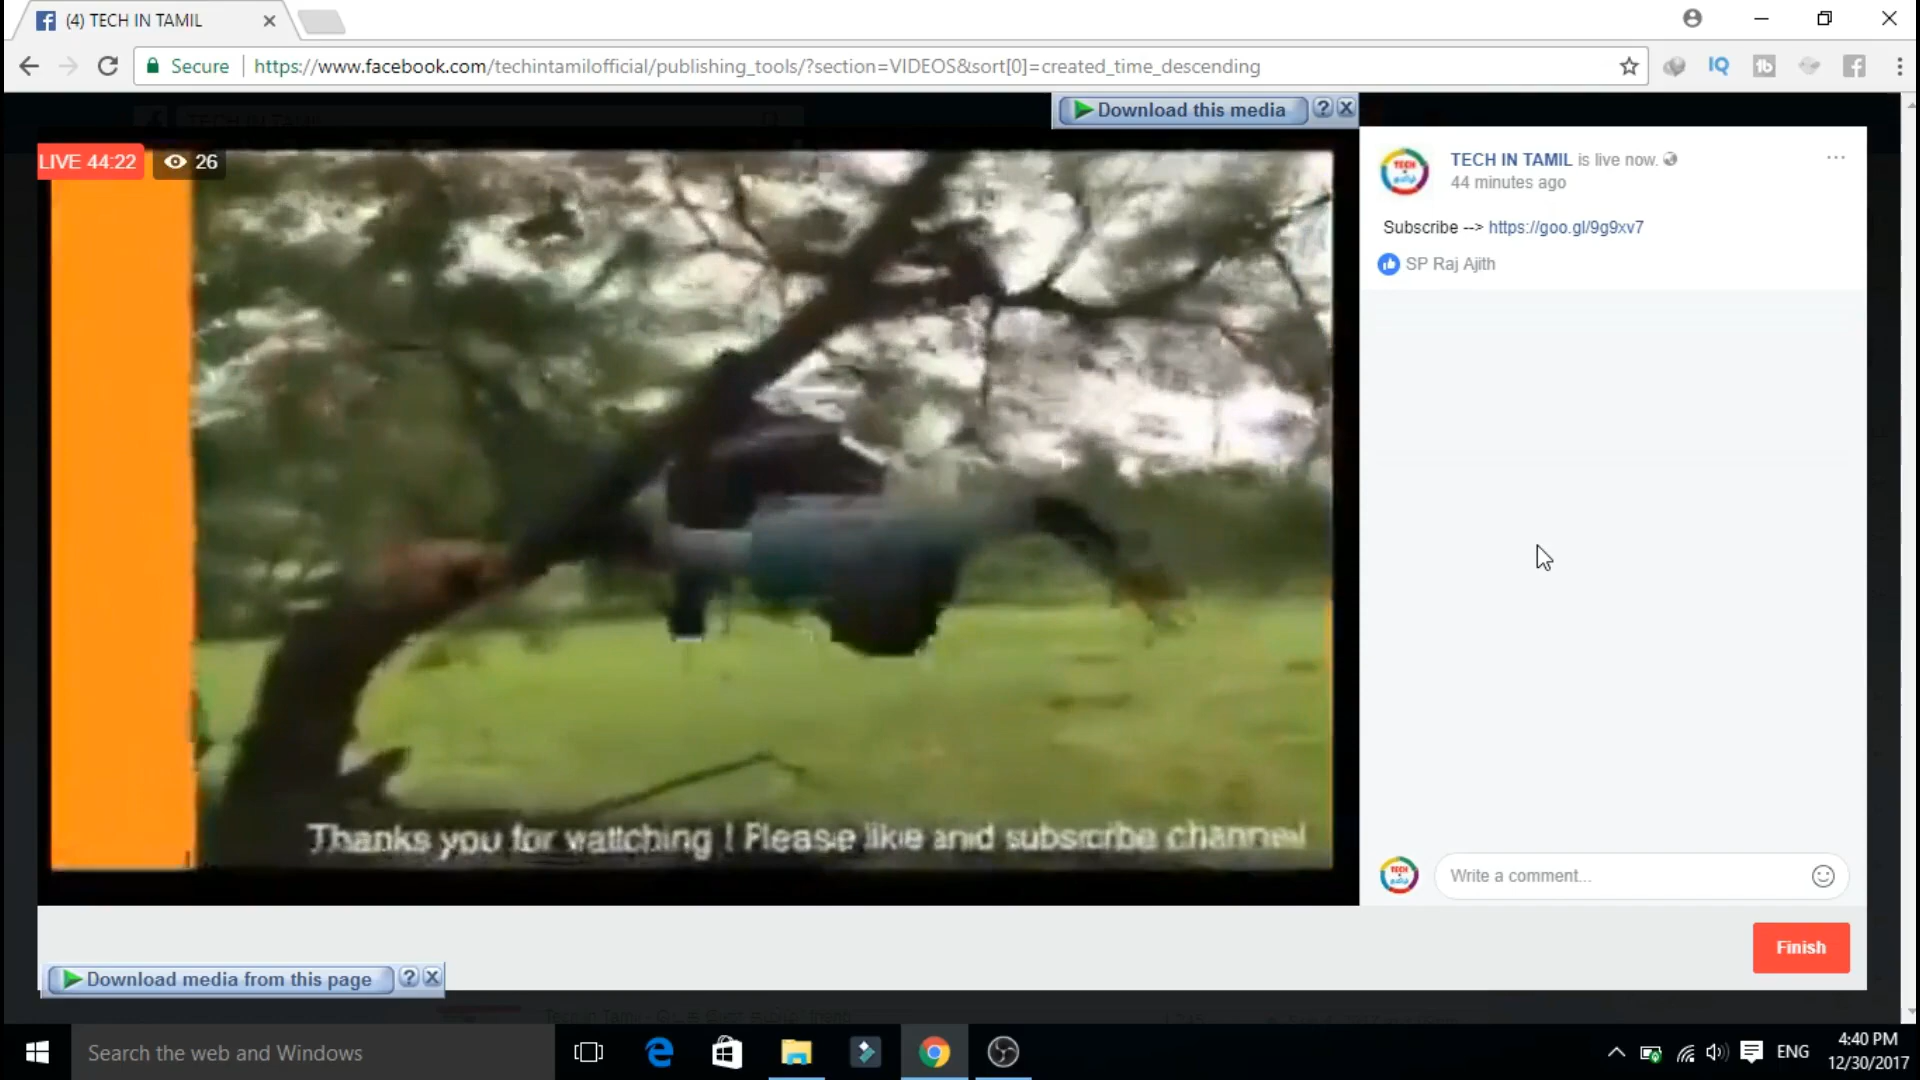 (4) TECH IN TAMIL
Secure
https://www.facebook.com/techintamilofficial/publishing_tools/?section=VIDEOS&sort[0]=created_time_descending
IQ
Download this media
LIVE 44:22
26
TECH IN TAMIL is live now.
44 minutes ago
Subscribe --> https://goo.gl/9g9xv7
SP Raj Ajith
Thanks you for wattching ! Please like and subscribe channel
Write a comment...
Finish
Download media from this page
Search the web and Windows
ENG
4:40 PM
12/30/2017